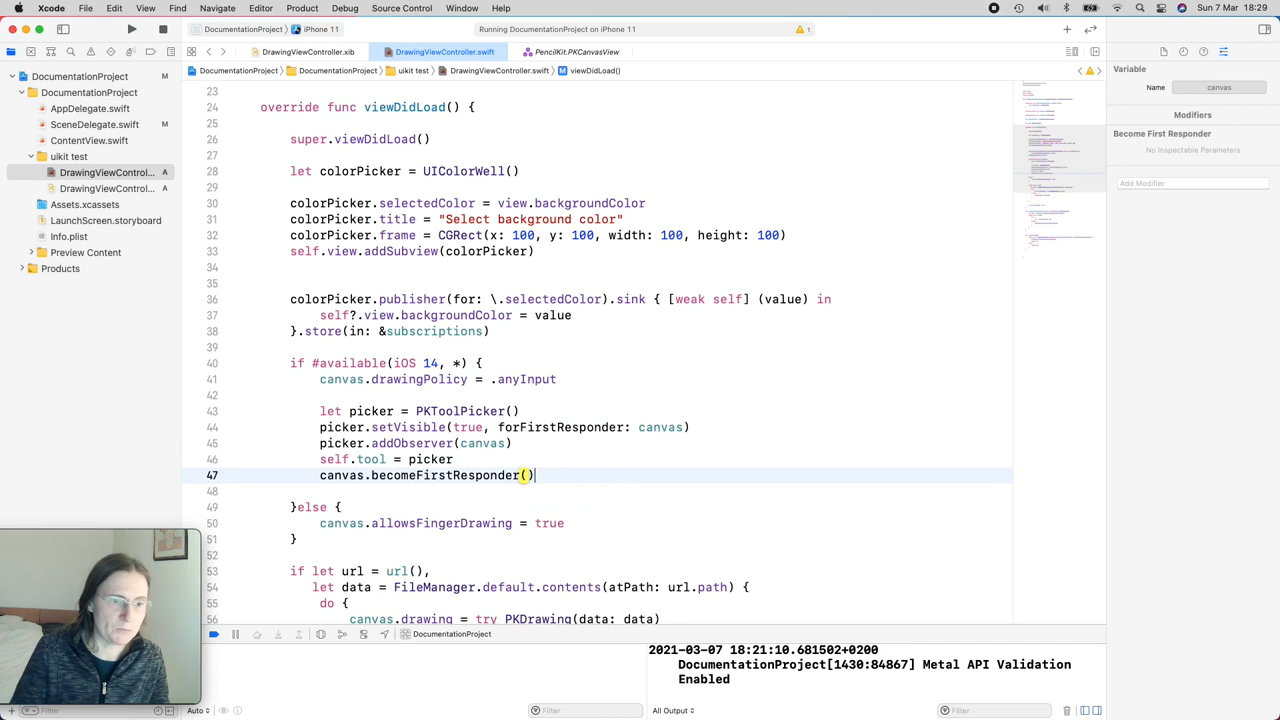 Xcode File Edit View Find Navigate Editor Product Debug Source Control Window Help
Sun 7 Mar 18:21
DocumentationProject iPhone 11
Running DocumentationProject on iPhone 11
1
DrawingViewController.xib
DrawingViewController.swift
PencilKit.PKCanvasView
DocumentationProject DocumentationProject uikit test DrawingViewController.swift M viewDidLoad()
DocumentationProject M
DocumentationProject
AppDelegate.swift
SceneDelegate.swift
ContentView.swift
uikit test
DrawingViewContr... A
DrawingViewContr... A
Assets.xcassets
LaunchScreen.storyboard
Info.plist
Preview Content
Products
23
24 override func viewDidLoad() {
25
26 super.viewDidLoad()
27
28 let colorPicker = UIColorWell()
29
30 colorPicker.selectedColor = view.backgroundColor
31 colorPicker.title = "Select background color"
32 colorPicker.frame = CGRect(x: 100, y: 100, width: 100, height: 100)
33 self.view.addSubview(colorPicker)
34
35
36 colorPicker.publisher(for: \.selectedColor).sink { [weak self] (value) in
37 self?.view.backgroundColor = value
38 }.store(in: &subscriptions)
39
40 if #available(iOS 14, *) {
41 canvas.drawingPolicy = .anyInput
42
43 let picker = PKToolPicker()
44 picker.setVisible(true, forFirstResponder: canvas)
45 picker.addObserver(canvas)
46 self.tool = picker
47 canvas.becomeFirstResponder()
48
49 }else {
50 canvas.allowsFingerDrawing = true
51 }
52
53 if let url = url(),
54 let data = FileManager.default.contents(atPath: url.path) {
55 do {
56 canvas.drawing = try PKDrawing(data: data)
Variable
Name canvas
Modifiers
Become First Respon
No Inspectable Parameters
Add Modifier
DocumentationProject
2021-03-07 18:21:10.681502+0200
DocumentationProject[1430:84867] Metal API Validation
Enabled
Filter
Auto
Filter
All Output
Filter